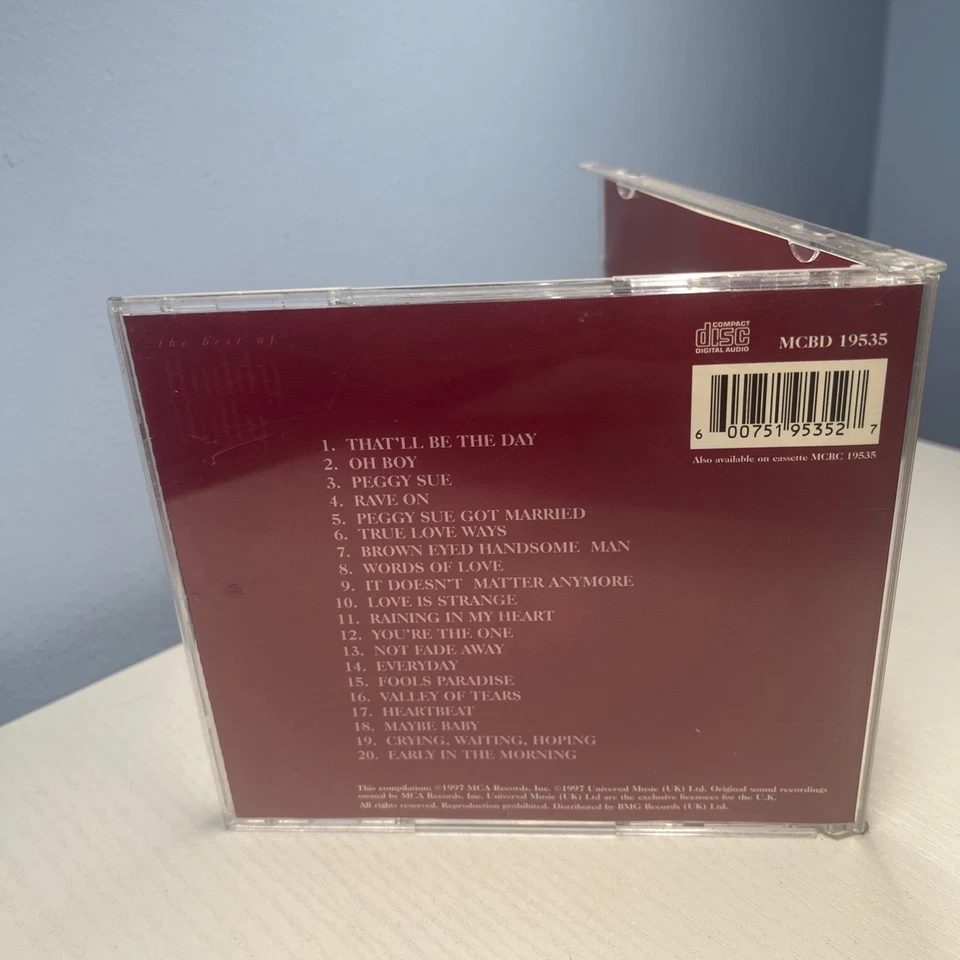 the best of
COMPACT
disc
DIGITAL AUDIO
MCBD 19535
6 00751 95352 7
Also available on cassette MCBC 19535
1. THAT'LL BE THE DAY
2. OH BOY
3. PEGGY SUE
4. RAVE ON
5. PEGGY SUE GOT MARRIED
6. TRUE LOVE WAYS
7. BROWN EYED HANDSOME MAN
8. WORDS OF LOVE
9. IT DOESN'T MATTER ANYMORE
10. LOVE IS STRANGE
11. RAINING IN MY HEART
12. YOU'RE THE ONE
13. NOT FADE AWAY
14. EVERYDAY
15. FOOLS PARADISE
16. VALLEY OF TEARS
17. HEARTBEAT
18. MAYBE BABY
19. CRYING, WAITING, HOPING
20. EARLY IN THE MORNING
This compilation: ℗1997 MCA Records. Inc. ©1997 Universal Music (UK) Ltd. Original sound recordings
owned by MCA Records. Inc. Universal Music (UK) Ltd are the exclusive licensees for the U.K.
All rights reserved. Reproduction prohibited. Distributed by BMG Records (UK) Ltd.